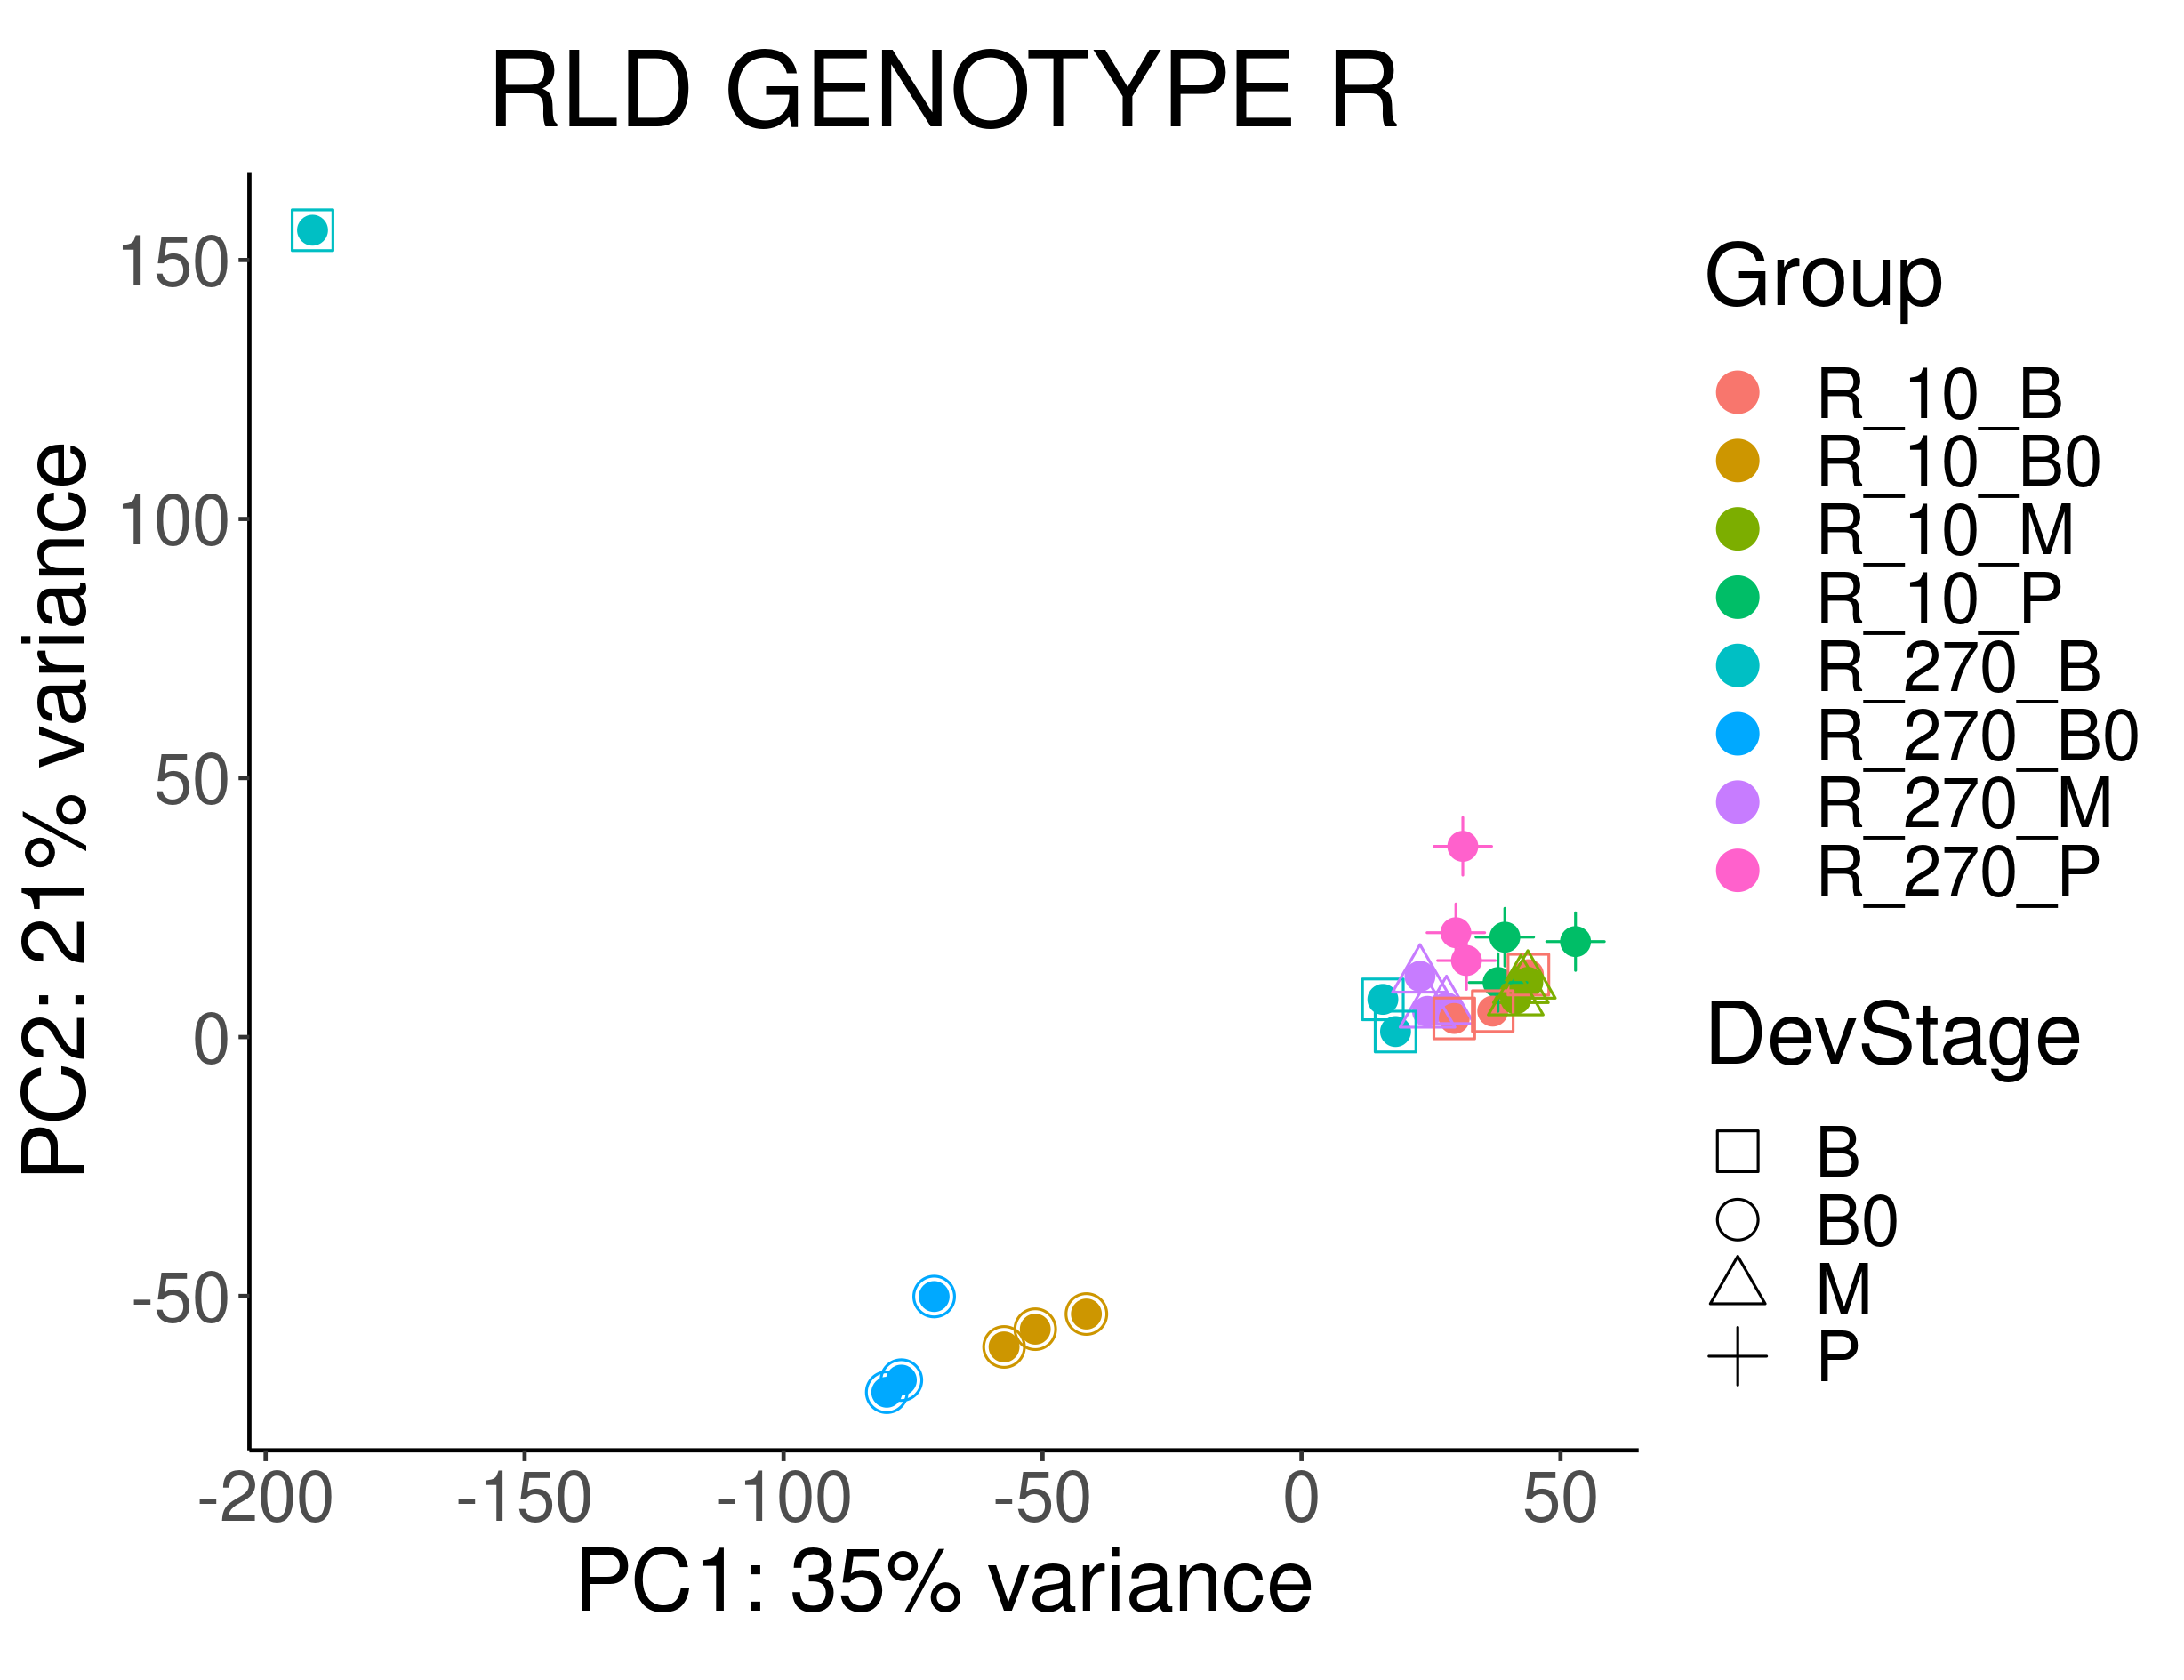 RLD GENOTYPE R
PC2: 21% variance
150
100
50
0
-50
-200
-150
-100
-50
0
50
PC1: 35% variance
Group
R_10_B
R_10_B0
R_10_M
R_10_P
R_270_B
R_270_B0
R_270_M
R_270_P
DevStage
B
B0
M
P